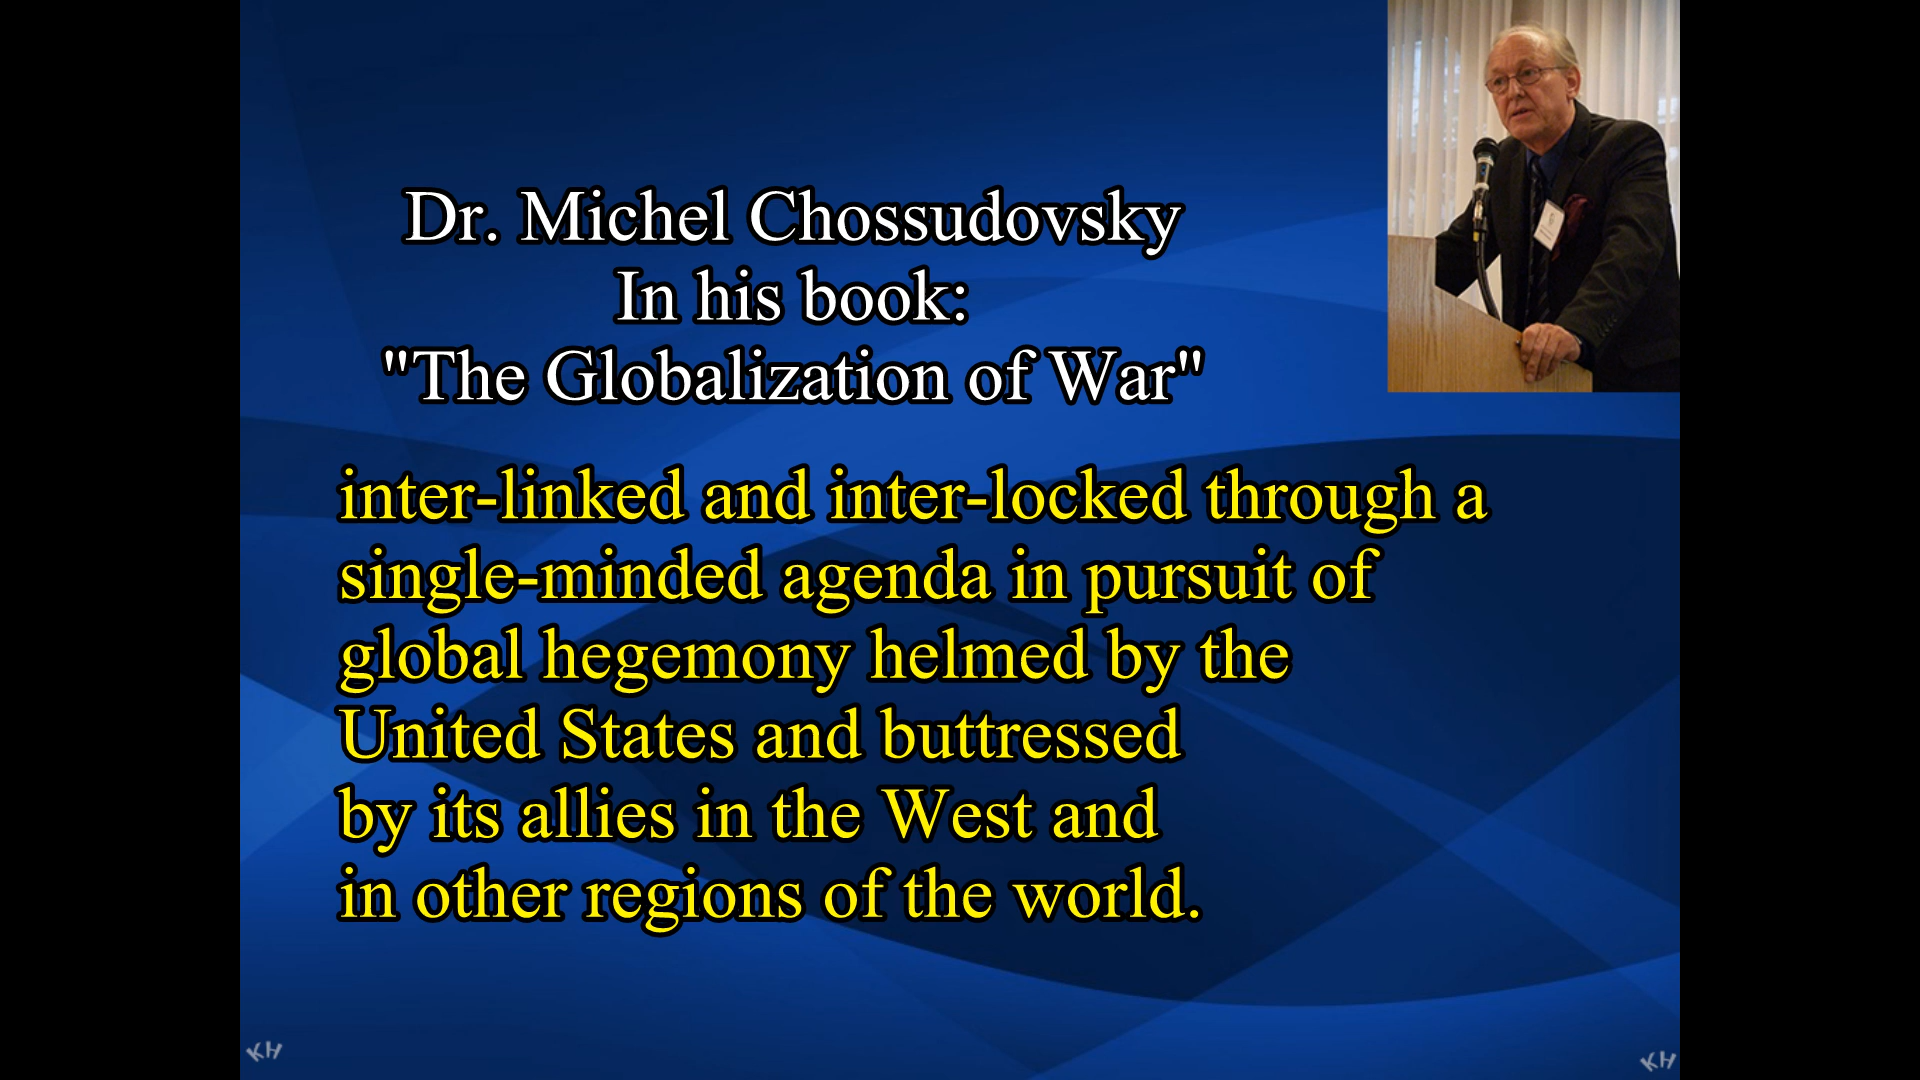 Dr. Michel Chossudovsky
In his book:
"The Globalization of War"
inter-linked and inter-locked through a
single-minded agenda in pursuit of
global hegemony helmed by the
United States and buttressed
by its allies in the West and
in other regions of the world.
KH
KH